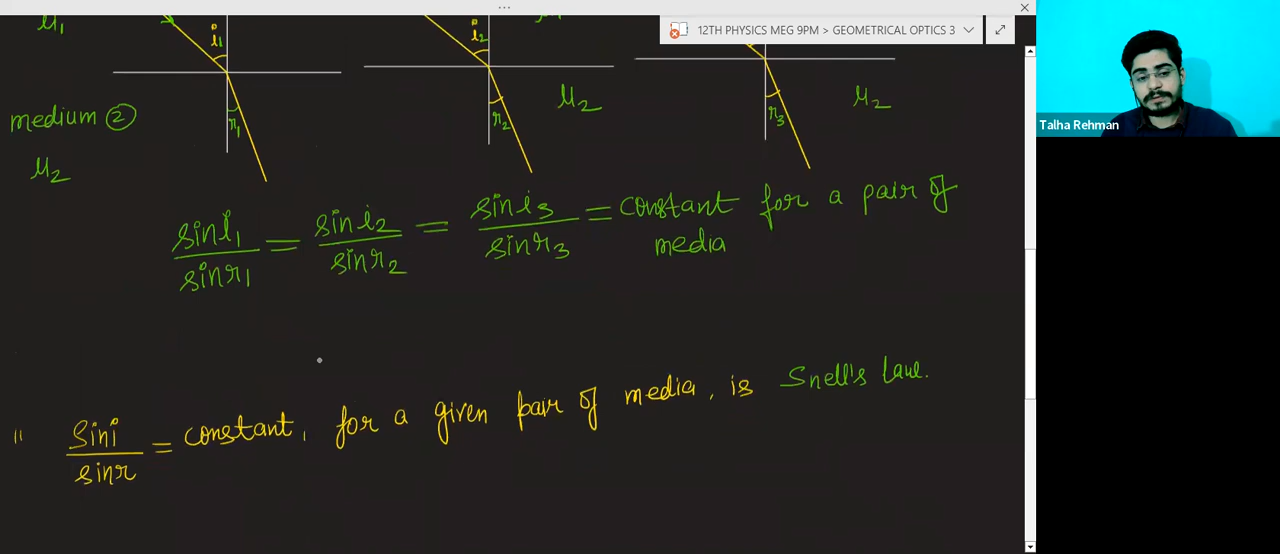 12TH PHYSICS MEG 9PM > GEOMETRICAL OPTICS 3
μ1 i1 i2
medium ② r1 r2 μ2 r3 μ2
μ2
sin i1 / sin r1 = sin i2 / sin r2 = sin i3 / sin r3 = constant for a pair of
media
" sin i / sin r = constant, for a given pair of media, is Snell's law.
Talha Rehman